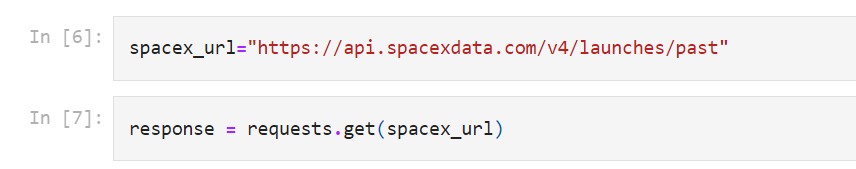 In [6]: spacex_url="https://api.spacexdata.com/v4/launches/past"
In [7]: response = requests.get(spacex_url)